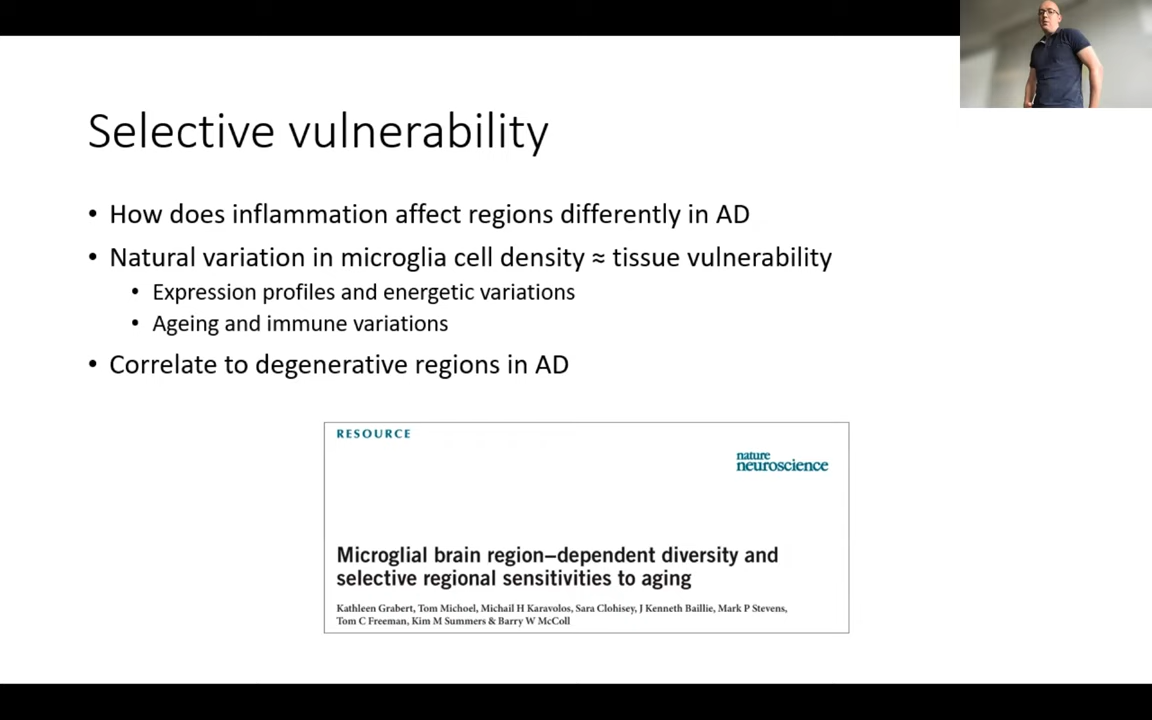 Selective vulnerability
• How does inflammation affect regions differently in AD
• Natural variation in microglia cell density ≈ tissue vulnerability
• Expression profiles and energetic variations
• Ageing and immune variations
• Correlate to degenerative regions in AD
RESOURCE
nature
neuroscience
Microglial brain region–dependent diversity and
selective regional sensitivities to aging
Kathleen Grabert, Tom Michoel, Michail H Karavolos, Sara Clohisey, J Kenneth Baillie, Mark P Stevens,
Tom C Freeman, Kim M Summers & Barry W McColl